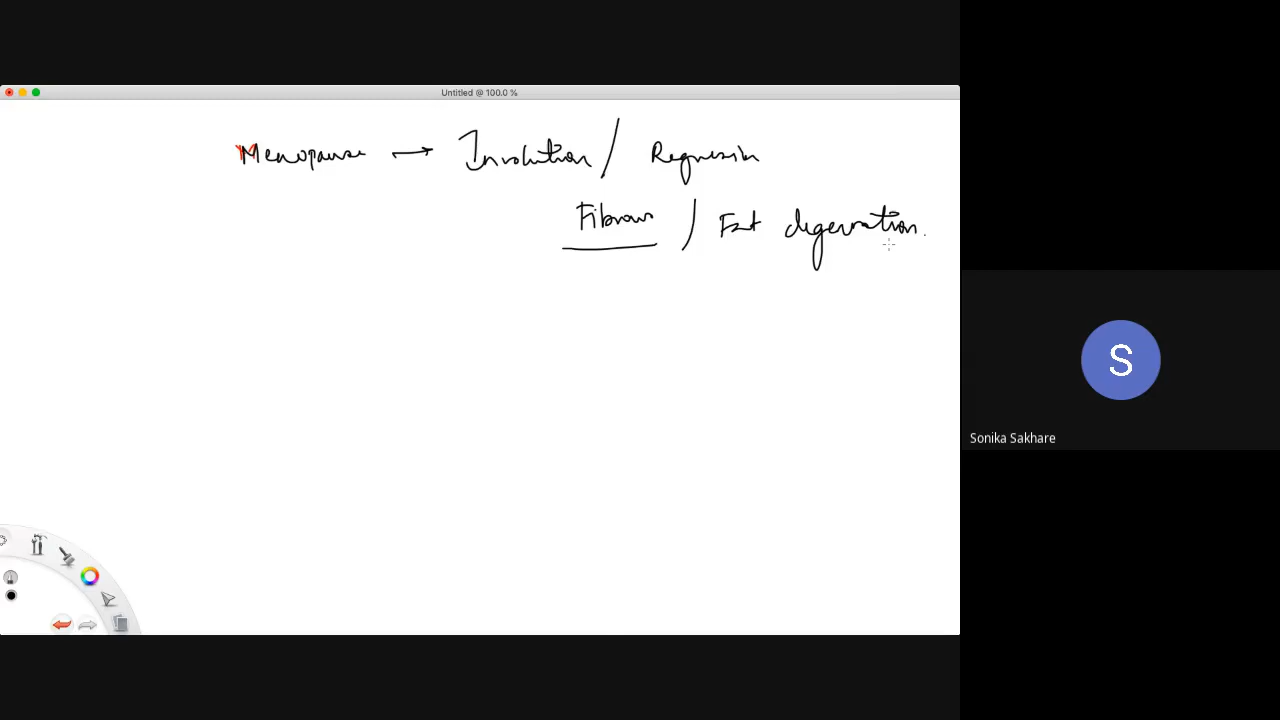 Untitled @ 100.0 %
Menopause → Involution / Regression
Fibrous / Fat degeneration.
S
Sonika Sakhare